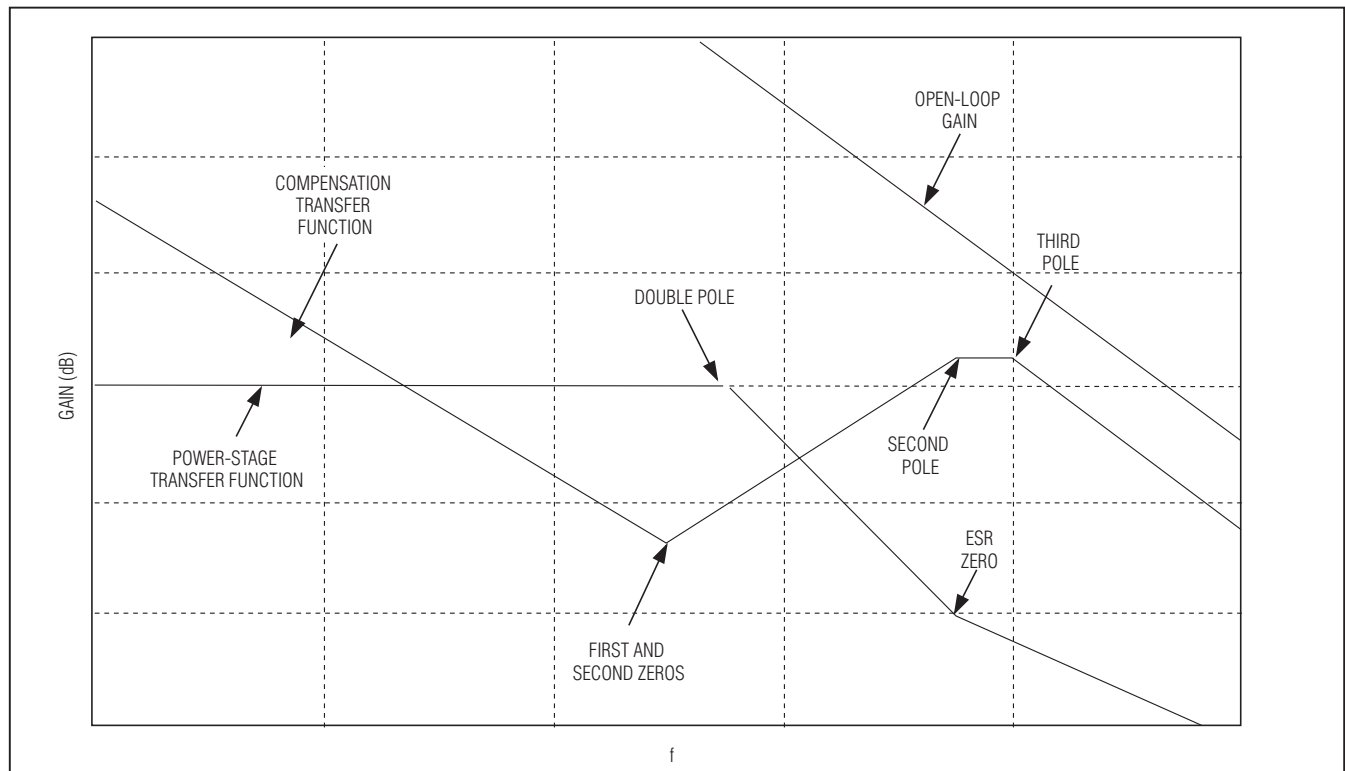 OPEN-LOOP
GAIN
COMPENSATION
TRANSFER
FUNCTION
THIRD
POLE
DOUBLE POLE
GAIN (dB)
POWER-STAGE
TRANSFER FUNCTION
SECOND
POLE
ESR
ZERO
FIRST AND
SECOND ZEROS
f